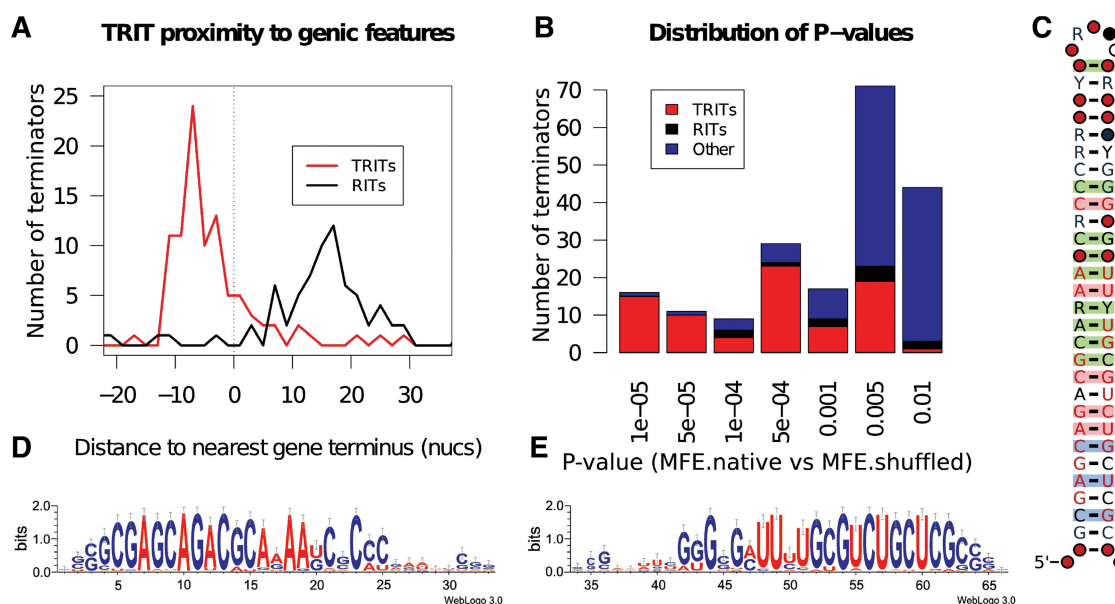 A
TRIT proximity to genic features
Number of terminators
25
20
15
10
5
0
TRITs
RITs
−20 −10 0 10 20 30
Distance to nearest gene terminus (nucs)
B
Distribution of P−values
Number of terminators
70
60
50
40
30
20
10
0
TRITs
RITs
Other
1e−05 5e−05 1e−04 5e−04 0.001 0.005 0.01
P-value (MFE.native vs MFE.shuffled)
C
R
Y R
R
R Y
C G
C G
C G
R
C G
A U
A U
R Y
A U
C G
G C
C G
A U
G C
A U
C G
G C
A U
G C
C G
G C
5'
D
bits
2.0
1.0
0.0
CGAGCAGACGCA
5 10 15 20 25 30
WebLogo 3.0
E
bits
2.0
1.0
0.0
UUUUGCGUCUGCUCG
35 40 45 50 55 60 65
WebLogo 3.0